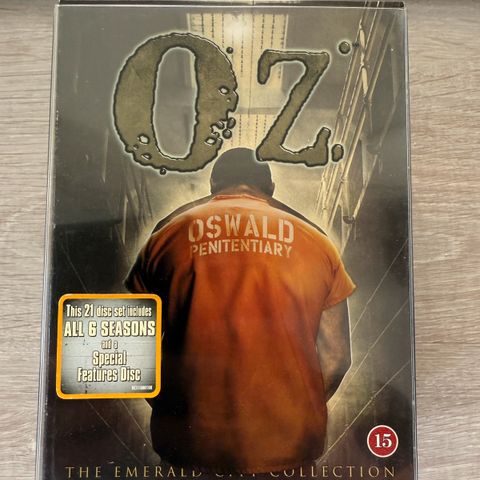 OZ.
OSWALD
PENITENTIARY
This 21 disc set includes
ALL 6 SEASONS
and a
Special
Features Disc
15
THE EMERALD CITY COLLECTION